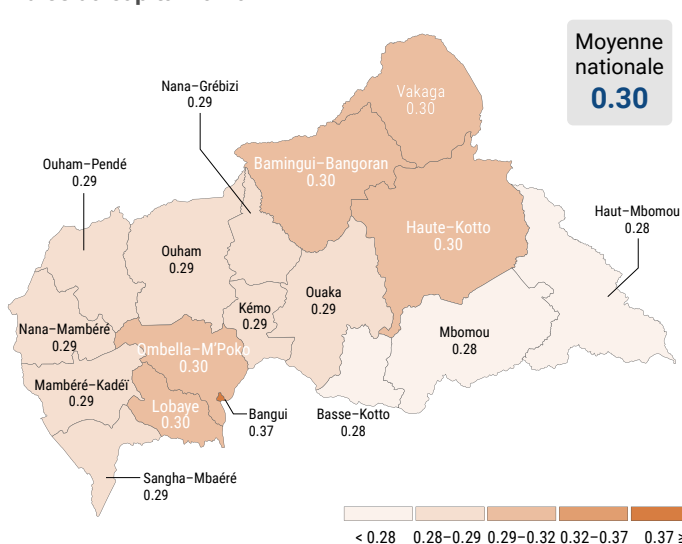 Moyenne
nationale
0.30
Vakaga
0.30
Nana–Grébizi
0.29
Bamingui–Bangoran
0.30
Ouham–Pendé
0.29
Haut–Mbomou
0.28
Haute–Kotto
0.30
Ouham
0.29
Ouaka
0.29
Kémo
0.29
Nana–Mambéré
0.29
Mbomou
0.28
Ombella–M'Poko
0.30
Mambéré–Kadéï
0.29
Lobaye
0.30
Bangui
0.37
Basse–Kotto
0.28
Sangha–Mbaéré
0.29
< 0.28 0.28–0.29 0.29–0.32 0.32–0.37 0.37 ≥